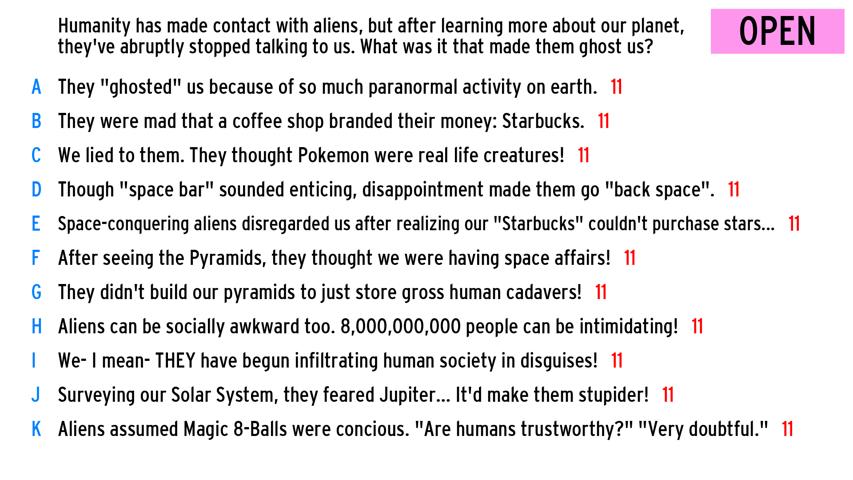 Humanity has made contact with aliens, but after learning more about our planet,
they've abruptly stopped talking to us. What was it that made them ghost us?
OPEN
A They "ghosted" us because of so much paranormal activity on earth. 11
B They were mad that a coffee shop branded their money: Starbucks. 11
C We lied to them. They thought Pokemon were real life creatures! 11
D Though "space bar" sounded enticing, disappointment made them go "back space". 11
E Space-conquering aliens disregarded us after realizing our "Starbucks" couldn't purchase stars... 11
F After seeing the Pyramids, they thought we were having space affairs! 11
G They didn't build our pyramids to just store gross human cadavers! 11
H Aliens can be socially awkward too. 8,000,000,000 people can be intimidating! 11
I We- I mean- THEY have begun infiltrating human society in disguises! 11
J Surveying our Solar System, they feared Jupiter... It'd make them stupider! 11
K Aliens assumed Magic 8-Balls were concious. "Are humans trustworthy?" "Very doubtful." 11